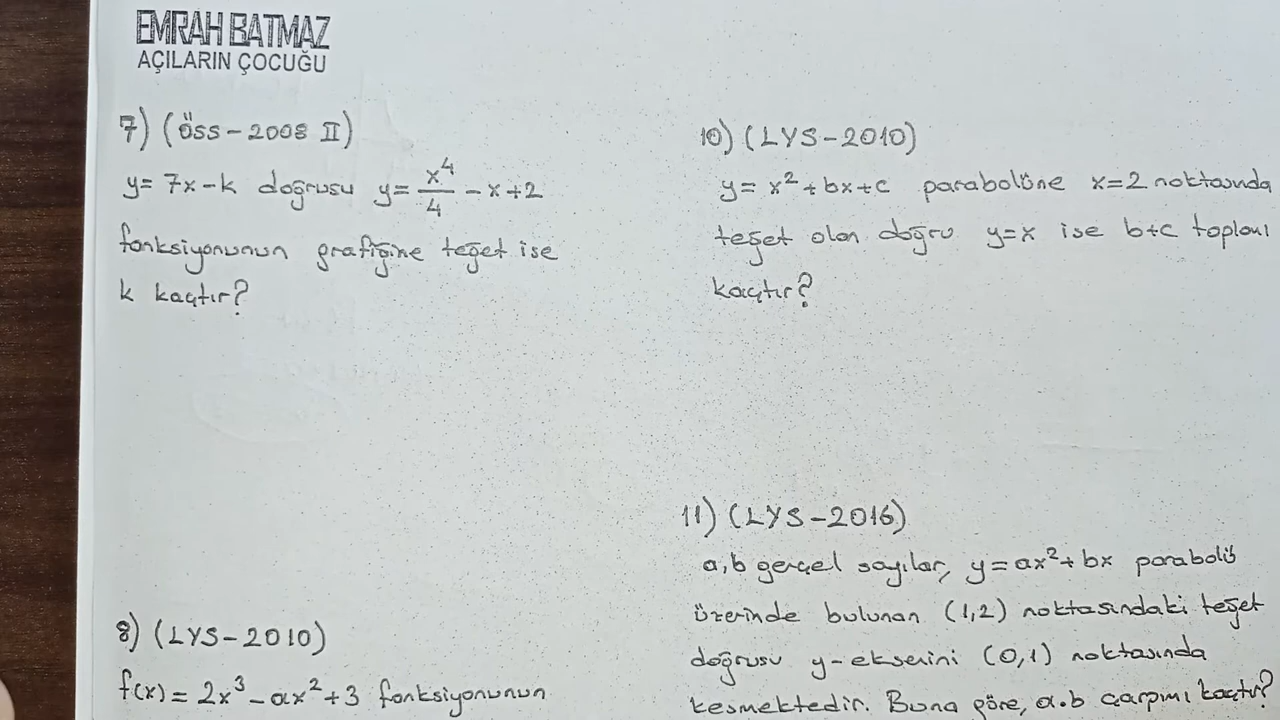 EMRAH BATMAZ
AÇILARIN ÇOCUĞU
7) (ÖSS-2008 II)
y= 7x-k doğrusu y= x⁴/4 -x+2
fonksiyonunun grafiğine teğet ise
k kaçtır?
8) (LYS-2010)
f(x)= 2x³-ax²+3 fonksiyonunun
10) (LYS-2010)
y= x²+bx+c parabolüne x=2 noktasında
teğet olan doğru y=x ise b+c toplamı
kaçtır?
11) (LYS-2016)
a,b gerçel sayılar, y=ax²+bx parabolü
üzerinde bulunan (1,2) noktasındaki teğet
doğrusu y-eksenini (0,1) noktasında
kesmektedir. Buna göre, a.b çarpımı kaçtır?